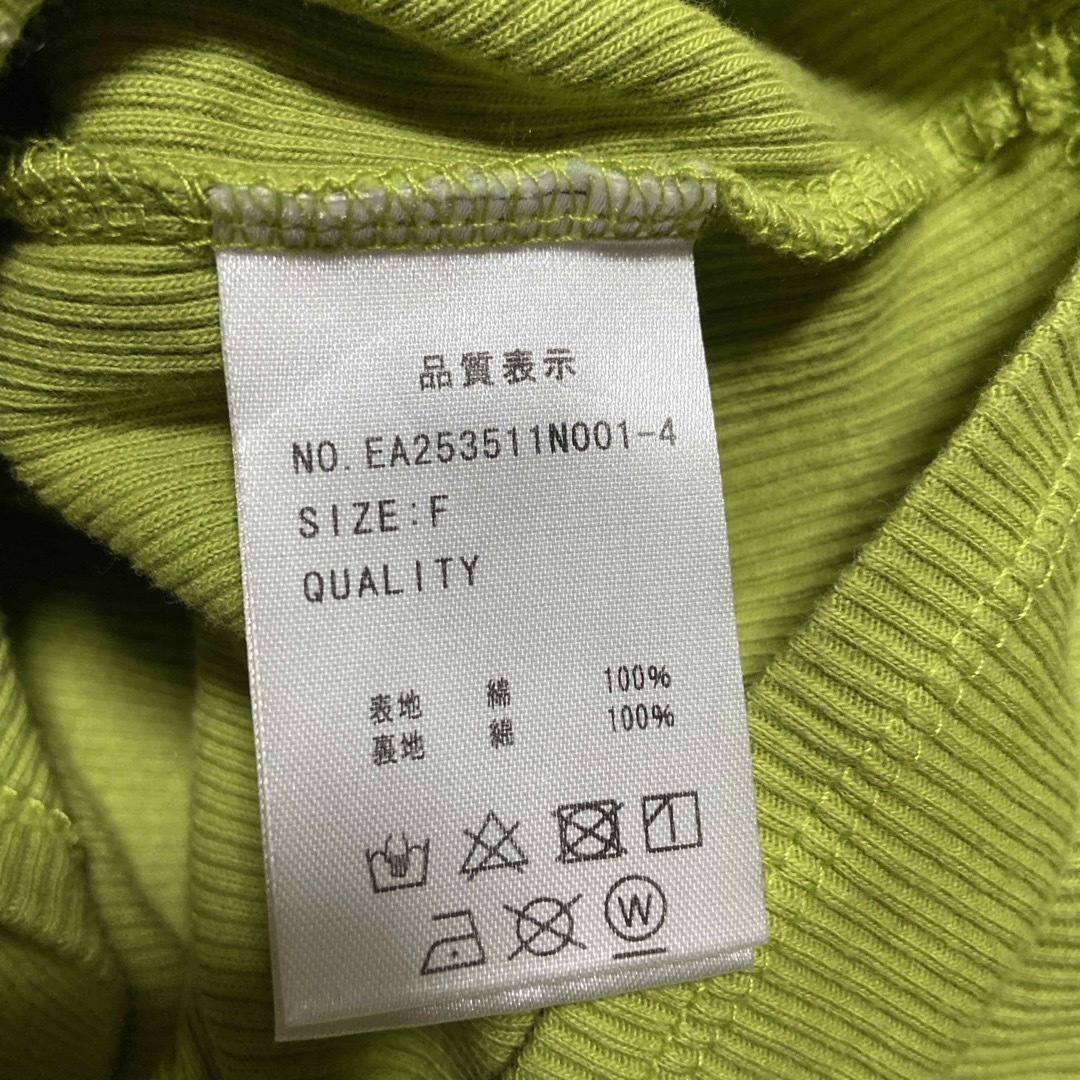 品質表示
NO.EA253511N001-4
SIZE:F
QUALITY
表地 綿 100%
裏地 綿 100%
W